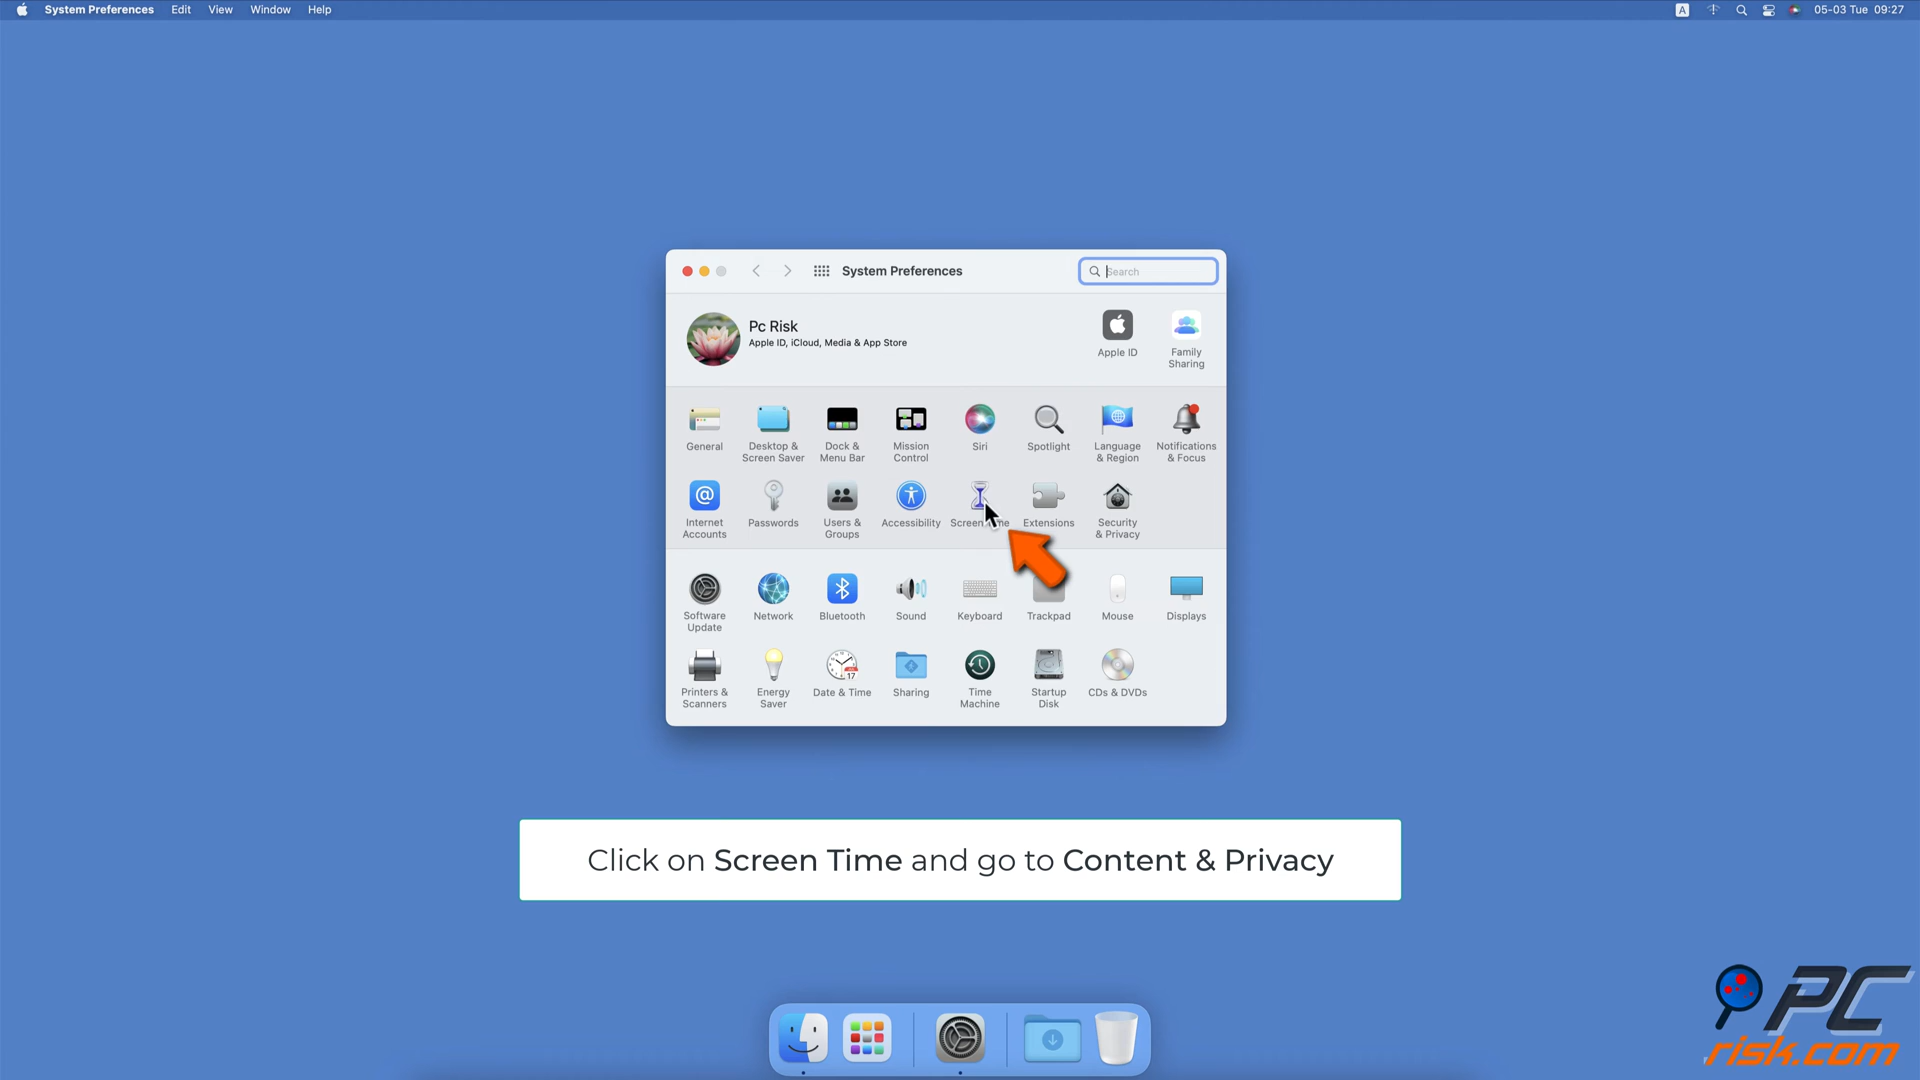 System Preferences Edit View Window Help
A 05-03 Tue 09:27
System Preferences
Search
Pc Risk
Apple ID, iCloud, Media & App Store
Apple ID
Family
Sharing
General
Desktop &
Screen Saver
Dock &
Menu Bar
Mission
Control
Siri
Spotlight
Language
& Region
Notifications
& Focus
Internet
Accounts
Passwords
Users &
Groups
Accessibility
Screen Time
Extensions
Security
& Privacy
Software
Update
Network
Bluetooth
Sound
Keyboard
Trackpad
Mouse
Displays
Printers &
Scanners
Energy
Saver
17
Date & Time
Sharing
Time
Machine
Startup
Disk
CDs & DVDs
Click on Screen Time and go to Content & Privacy
PC
risk.com